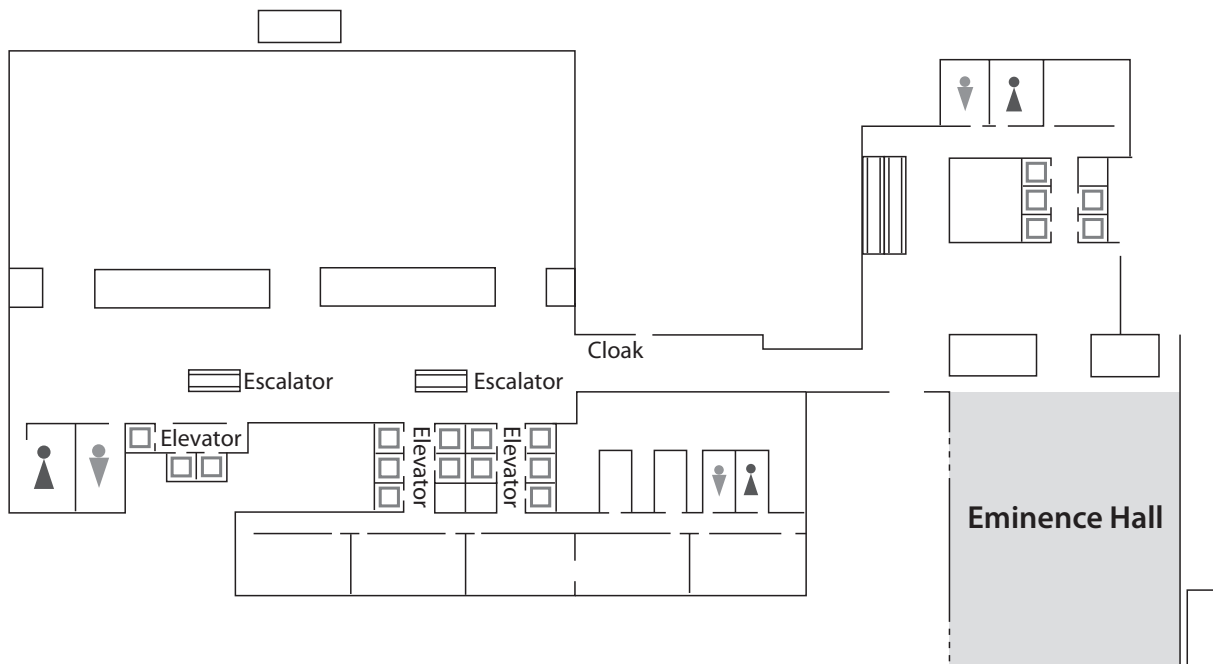 Cloak
Escalator
Escalator
Elevator
Elevator
Elevator
Eminence Hall